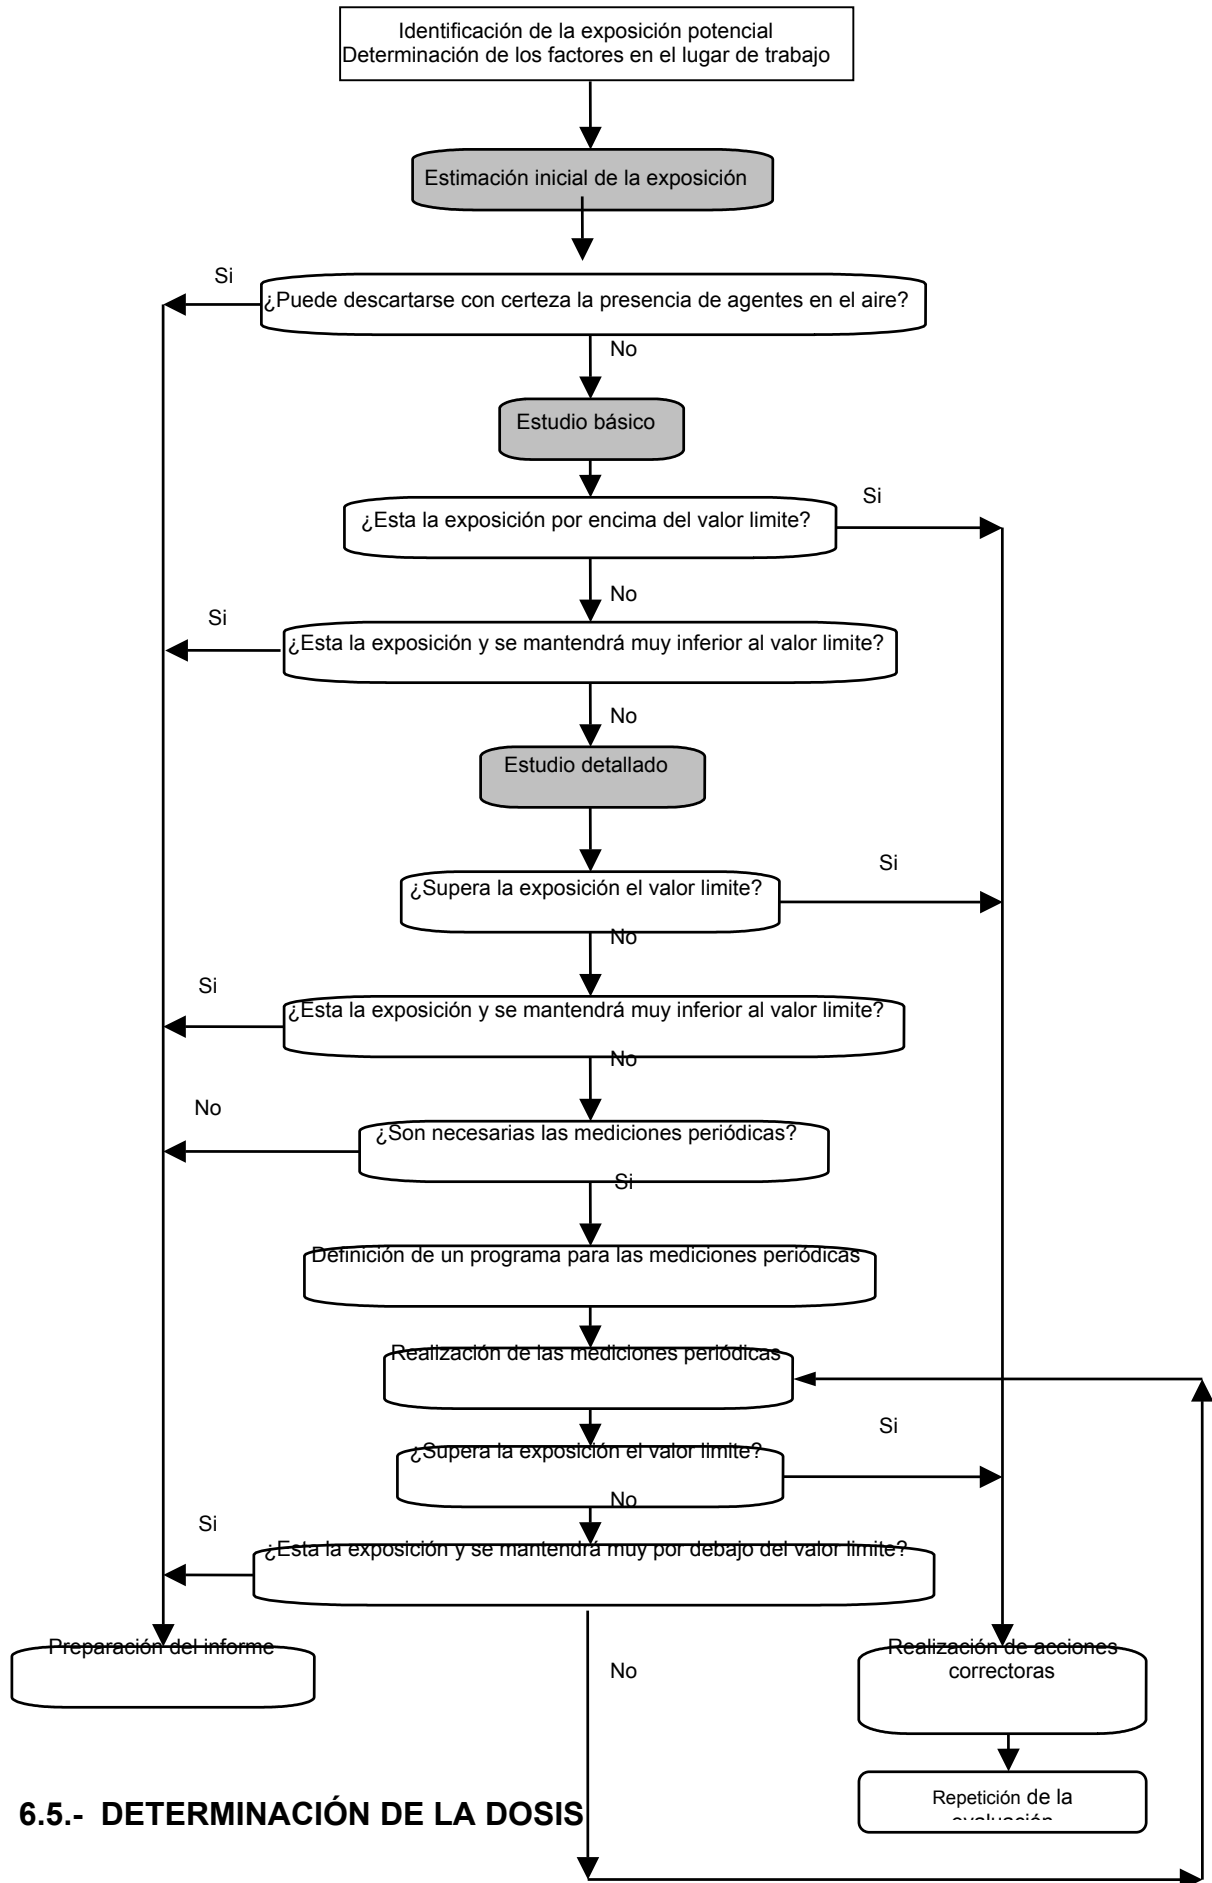 Identificación de la exposición potencial
Determinación de los factores en el lugar de trabajo
Estimación inicial de la exposición
Si
¿Puede descartarse con certeza la presencia de agentes en el aire?
No
Estudio básico
Si
¿Esta la exposición por encima del valor limite?
No
Si
¿Esta la exposición y se mantendrá muy inferior al valor limite?
No
Estudio detallado
Si
¿Supera la exposición el valor limite?
No
Si
¿Esta la exposición y se mantendrá muy inferior al valor limite?
No
No
¿Son necesarias las mediciones periódicas?
Si
Definición de un programa para las mediciones periódicas
Realización de las mediciones periódicas
Si
¿Supera la exposición el valor limite?
No
Si
¿Esta la exposición y se mantendrá muy por debajo del valor limite?
Preparación del informe
No
Realización de acciones
correctoras
Repetición de la
evaluación
6.5.- DETERMINACIÓN DE LA DOSIS